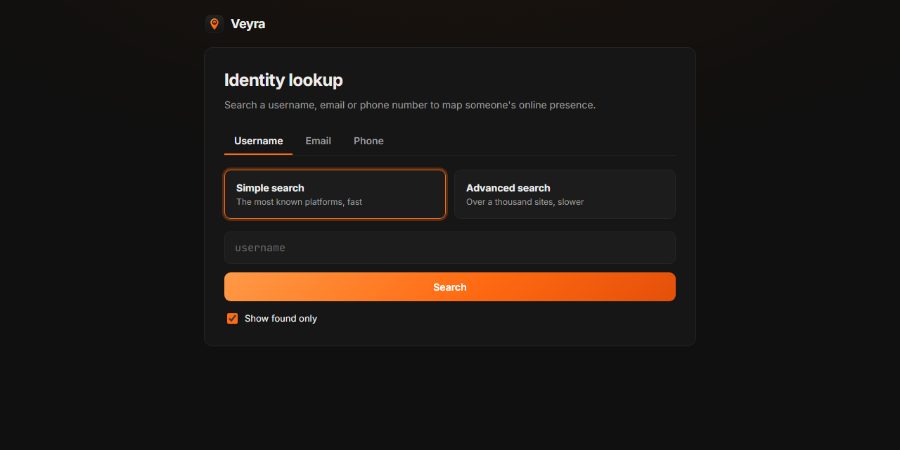 Veyra
Identity lookup
Search a username, email or phone number to map someone's online presence.
Username Email Phone
Simple search
The most known platforms, fast
Advanced search
Over a thousand sites, slower
username
Search
Show found only